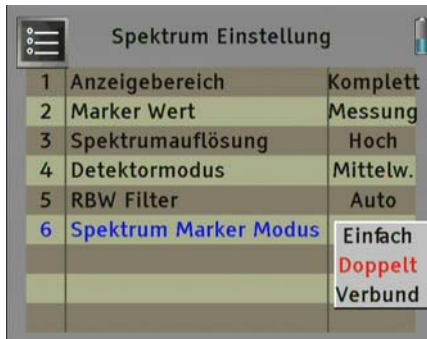 Spektrum Einstellung
1 Anzeigebereich Komplett
2 Marker Wert Messung
3 Spektrumauflösung Hoch
4 Detektormodus Mittelw.
5 RBW Filter Auto
6 Spektrum Marker Modus Einfach
Doppelt
Verbund